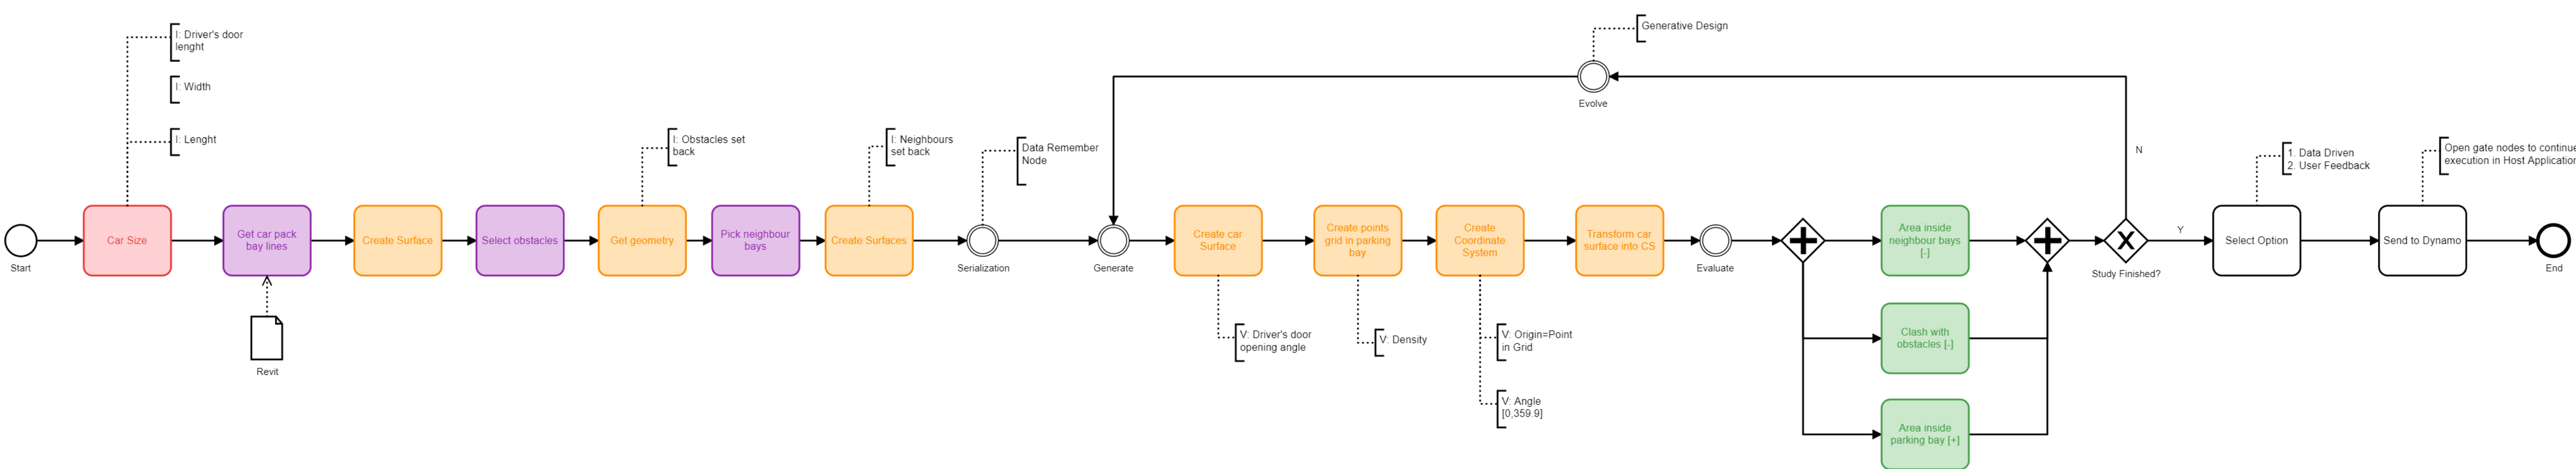 I: Driver's door
lenght
I: Width
I: Lenght
Start
Car Size
Get car pack
bay lines
Revit
Create Surface
Select obstacles
I: Obstacles set
back
Get geometry
Pick neighbour
bays
I: Neighbours
set back
Create Surfaces
Data Remember
Node
Serialization
Generate
Generative Design
Evolve
Create car
Surface
V: Driver's door
opening angle
Create points
grid in parking
bay
V: Density
Create
Coordinate
System
V: Origin=Point
in Grid
V: Angle
[0,359.9]
Transform car
surface into CS
Evaluate
Area inside
neighbour bays
[-]
Clash with
obstacles [-]
Area inside
parking bay [+]
X
Study Finished?
N
Y
1. Data Driven
2. User Feedback
Select Option
Open gate nodes to continue
execution in Host Application
Send to Dynamo
End